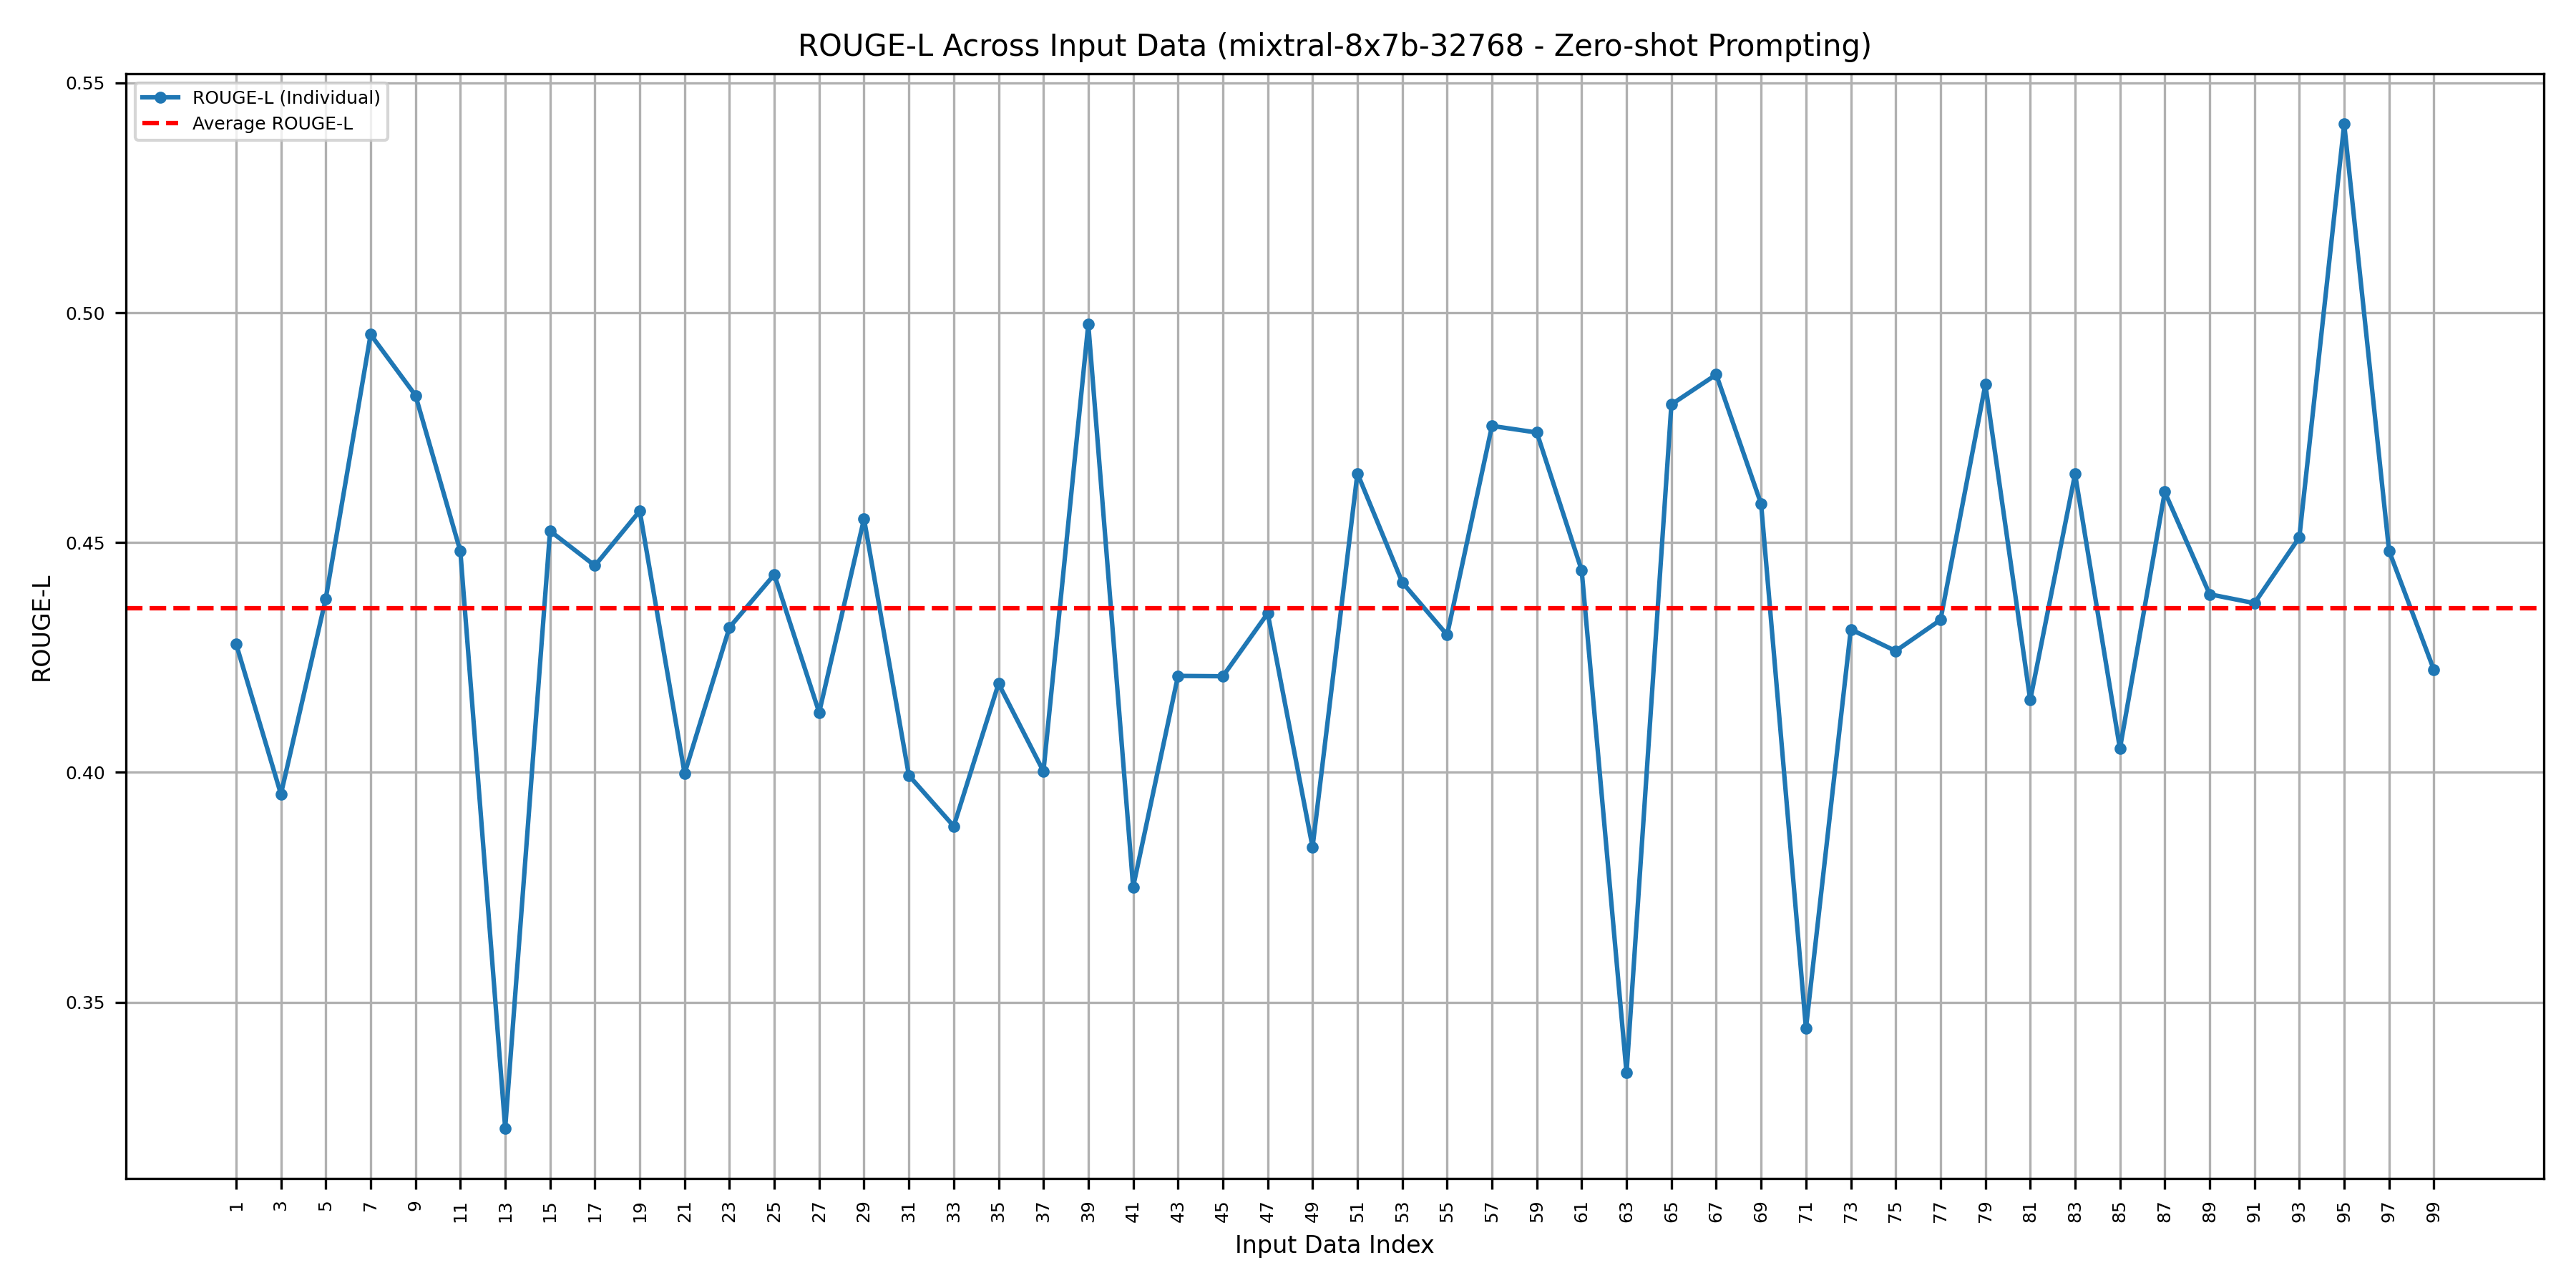 ROUGE-L Across Input Data (mixtral-8x7b-32768 - Zero-shot Prompting)
ROUGE-L (Individual)
Average ROUGE-L
0.55
0.50
0.45
0.40
0.35
ROUGE-L
1 3 5 7 9 11 13 15 17 19 21 23 25 27 29 31 33 35 37 39 41 43 45 47 49 51 53 55 57 59 61 63 65 67 69 71 73 75 77 79 81 83 85 87 89 91 93 95 97 99
Input Data Index